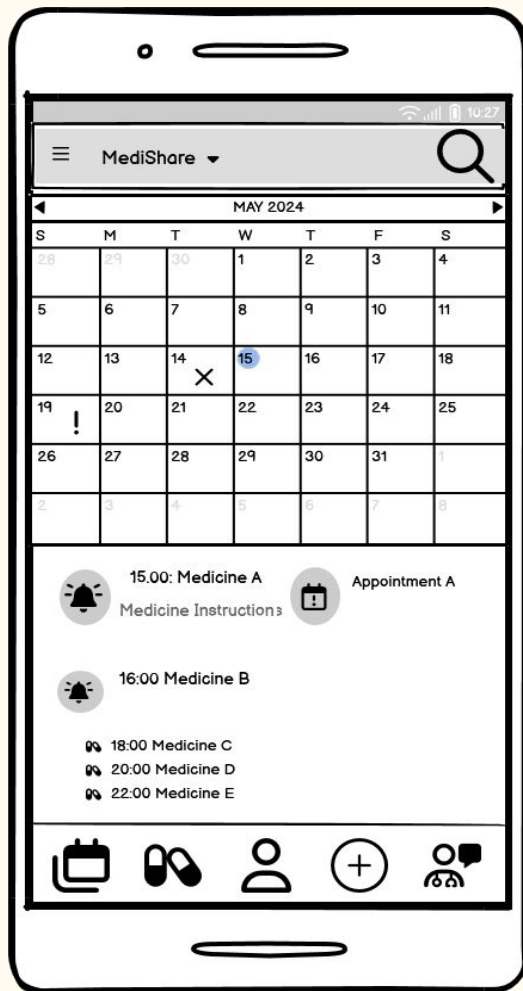 10:27
MediShare
MAY 2024
S M T W T F S
28 29 30 1 2 3 4
5 6 7 8 9 10 11
12 13 14 15 16 17 18
19 ! 20 21 22 23 24 25
26 27 28 29 30 31 1
2 3 4 5 6 7 8
15.00: Medicine A
Medicine Instructions
Appointment A
16:00 Medicine B
18:00 Medicine C
20:00 Medicine D
22:00 Medicine E